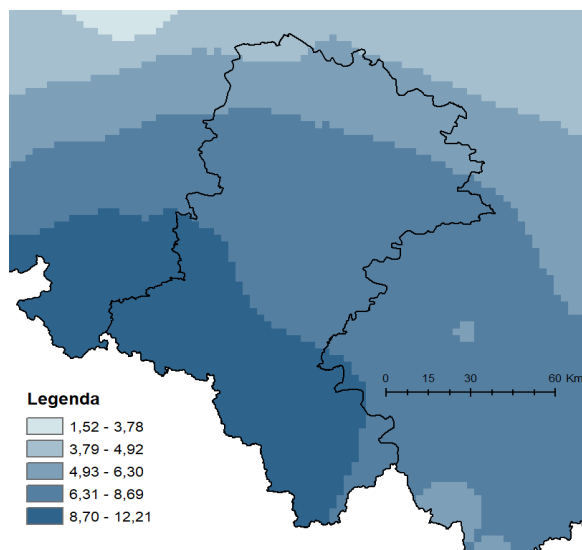 0 15 30 60 Km
Legenda
1,52 - 3,78
3,79 - 4,92
4,93 - 6,30
6,31 - 8,69
8,70 - 12,21